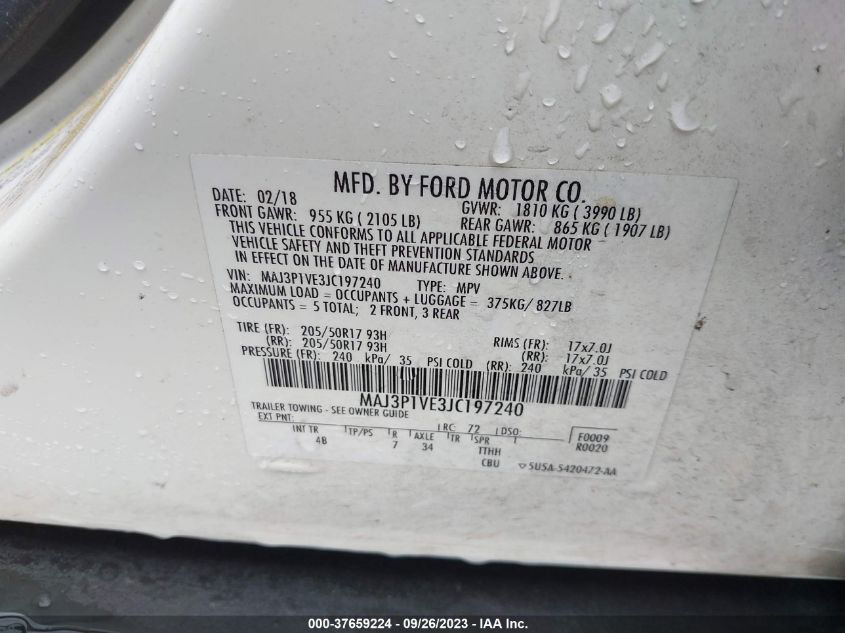 MFD. BY FORD MOTOR CO.
DATE: 02/18 GVWR: 1810 KG ( 3990 LB)
FRONT GAWR: 955 KG ( 2105 LB) REAR GAWR: 865 KG ( 1907 LB)
THIS VEHICLE CONFORMS TO ALL APPLICABLE FEDERAL MOTOR
VEHICLE SAFETY AND THEFT PREVENTION STANDARDS
IN EFFECT ON THE DATE OF MANUFACTURE SHOWN ABOVE.
VIN: MAJ3P1VE3JC197240 TYPE: MPV
MAXIMUM LOAD = OCCUPANTS + LUGGAGE = 375KG/ 827LB
OCCUPANTS = 5 TOTAL; 2 FRONT, 3 REAR
TIRE (FR): 205/50R17 93H RIMS (FR): 17x7.0J
(RR): 205/50R17 93H (RR): 17x7.0J
PRESSURE (FR): 240 kPa/ 35 PSI COLD (RR): 240 kPa/ 35 PSI COLD
MAJ3P1VE3JC197240
TRAILER TOWING - SEE OWNER GUIDE
EXT PNT: RC: 72 DSO: F0009
INT TR TP/PS R AXLE TR SPR R0020
4B 7 34 TTHH
CBU 5U5A-5420472-AA
000-37659224 - 09/26/2023 - IAA Inc.